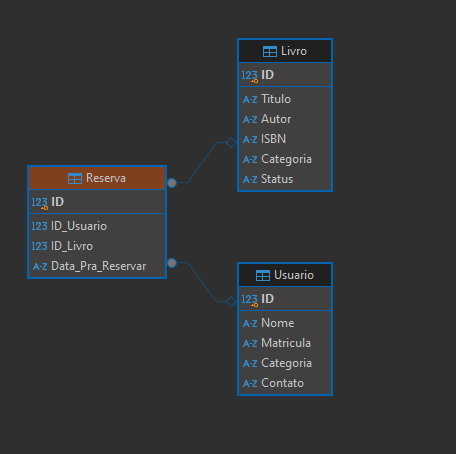 Livro
123 ID
A-Z Titulo
A-Z Autor
A-Z ISBN
A-Z Categoria
A-Z Status
Reserva
123 ID
123 ID_Usuario
123 ID_Livro
A-Z Data_Pra_Reservar
Usuario
123 ID
A-Z Nome
A-Z Matricula
A-Z Categoria
A-Z Contato